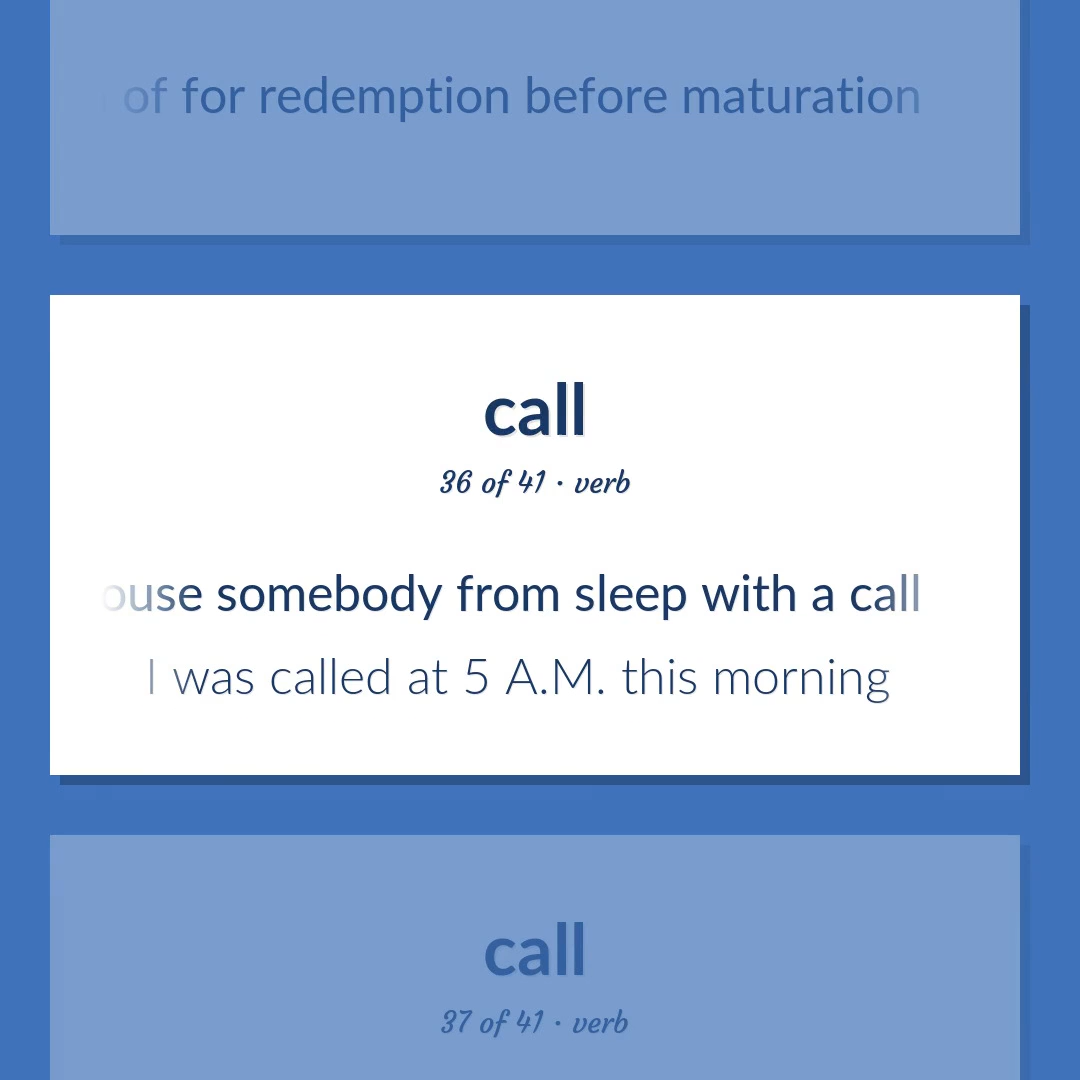 of for redemption before maturation
call
36 of 41 · verb
ouse somebody from sleep with a call
I was called at 5 A.M. this morning
call
37 of 41 · verb